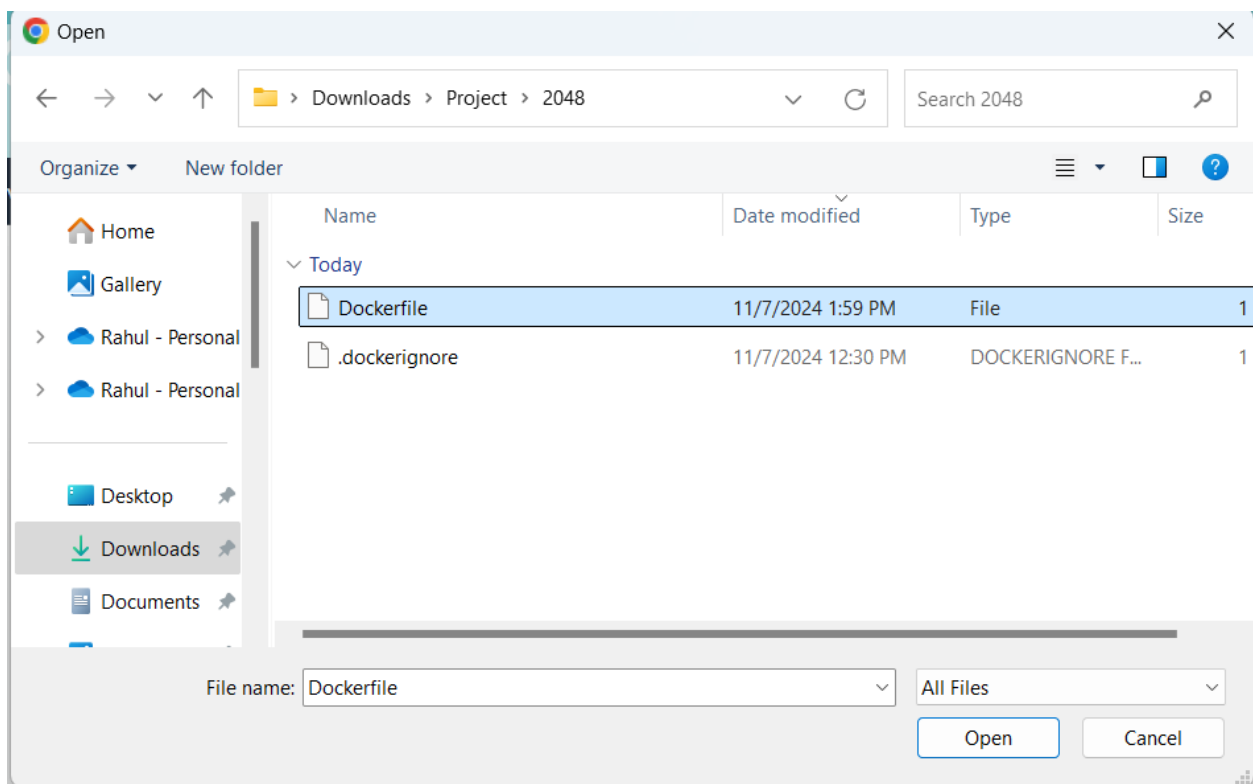 Open
Downloads > Project > 2048
Search 2048
Organize
New folder
?
Name
Date modified
Type
Size
Home
Today
Gallery
Dockerfile
11/7/2024 1:59 PM
File
1
Rahul - Personal
.dockerignore
11/7/2024 12:30 PM
DOCKERIGNORE F...
1
Rahul - Personal
Desktop
Downloads
Documents
File name:
Dockerfile
All Files
Open
Cancel